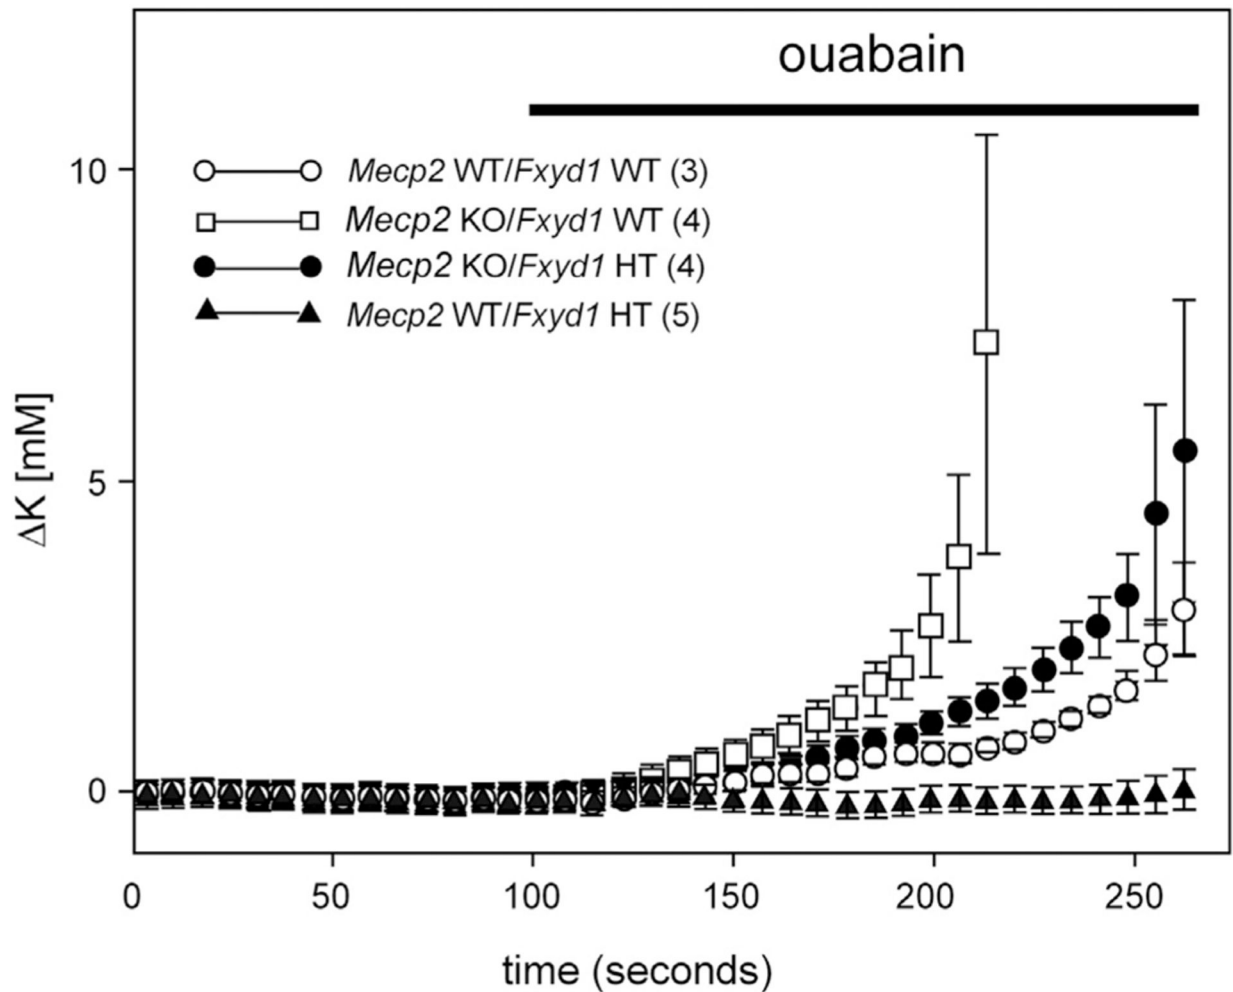 ouabain
10
Mecp2 WT/Fxyd1 WT (3)
Mecp2 KO/Fxyd1 WT (4)
Mecp2 KO/Fxyd1 HT (4)
Mecp2 WT/Fxyd1 HT (5)
ΔK [mM]
5
0
0 50 100 150 200 250
time (seconds)